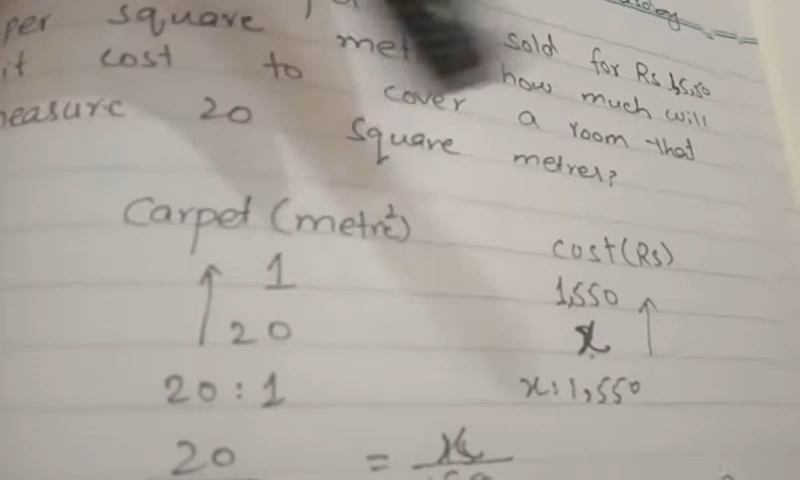 per square metre sold for Rs 1,550
it cost to cover a room that
how much will
measure 20 square metres?
Carpet (metre²) cost (Rs)
1 1,550
20 x
20 : 1 x : 1,550
20 = x